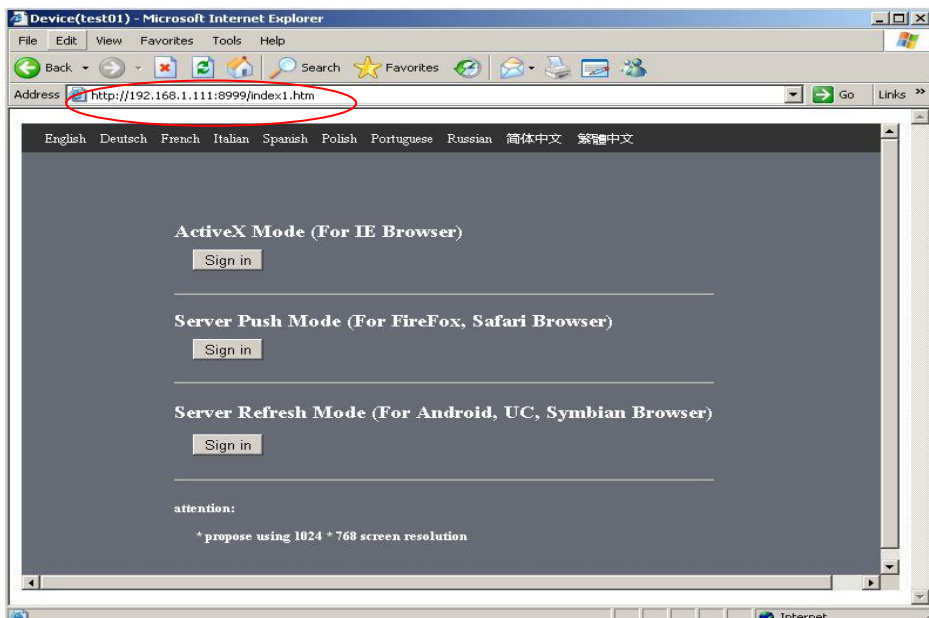 Device(test01) - Microsoft Internet Explorer
File Edit View Favorites Tools Help
Back Search Favorites
Address http://192.168.1.111:8999/index1.htm Go Links »
English Deutsch French Italian Spanish Polish Portuguese Russian 简体中文 繁體中文
ActiveX Mode (For IE Browser)
Sign in
Server Push Mode (For FireFox, Safari Browser)
Sign in
Server Refresh Mode (For Android, UC, Symbian Browser)
Sign in
attention:
* propose using 1024 * 768 screen resolution
Internet